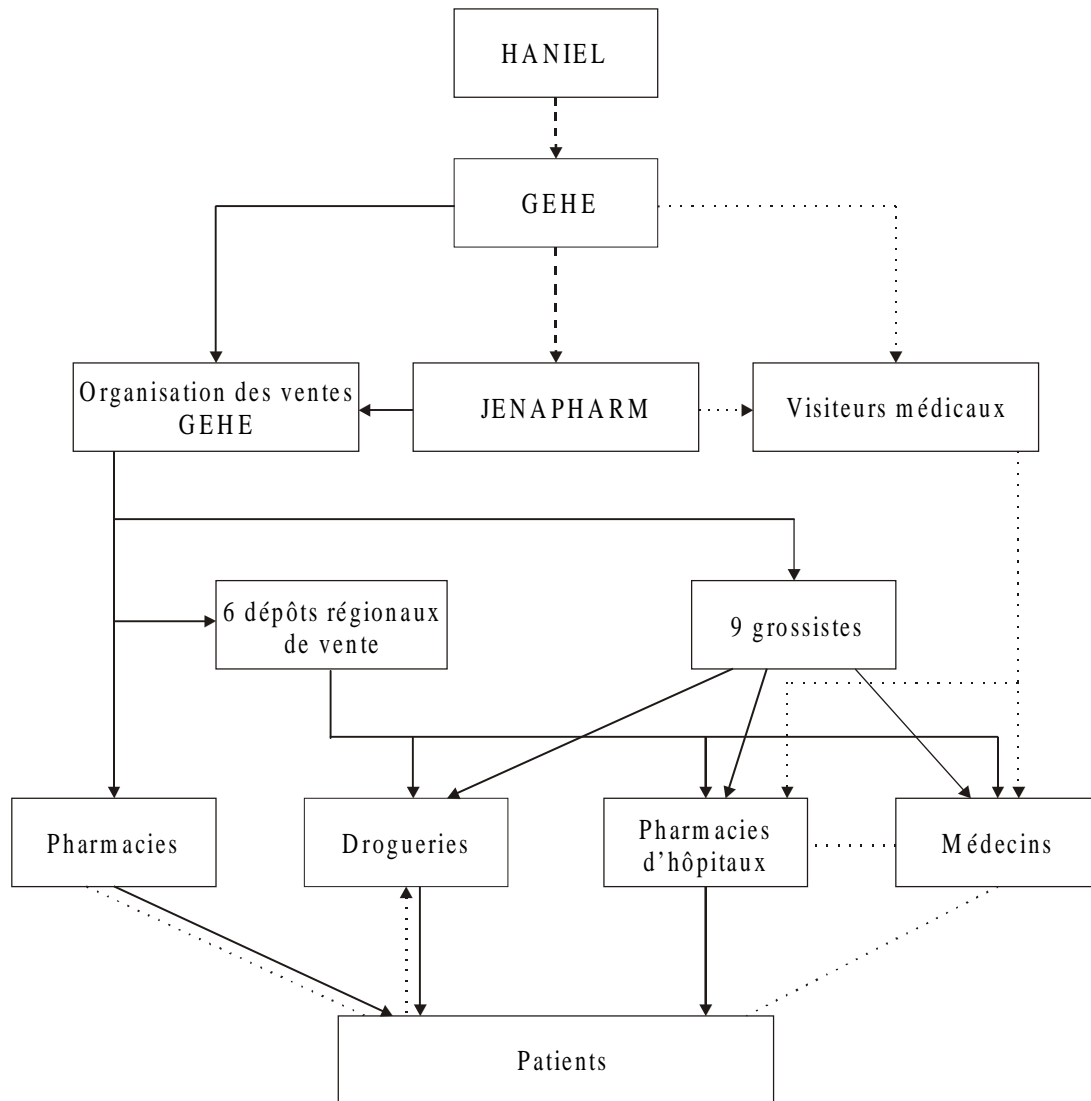 HANIEL
GEHE
Organisation des ventes
GEHE
JENAPHARM
Visiteurs médicaux
6 dépôts régionaux
de vente
9 grossistes
Pharmacies
Drogueries
Pharmacies
d’hôpitaux
Médecins
Patients